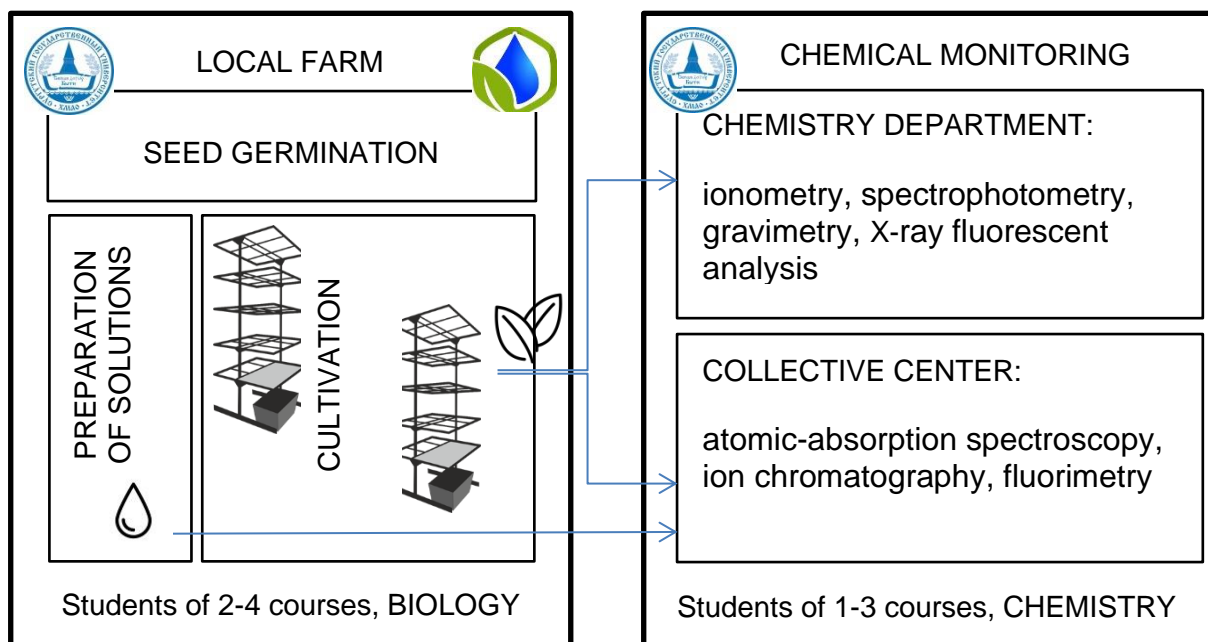 LOCAL FARM
SEED GERMINATION
PREPARATION
OF SOLUTIONS
CULTIVATION
Students of 2-4 courses, BIOLOGY
CHEMICAL MONITORING
CHEMISTRY DEPARTMENT:
ionometry, spectrophotometry,
gravimetry, X-ray fluorescent
analysis
COLLECTIVE CENTER:
atomic-absorption spectroscopy,
ion chromatography, fluorimetry
Students of 1-3 courses, CHEMISTRY